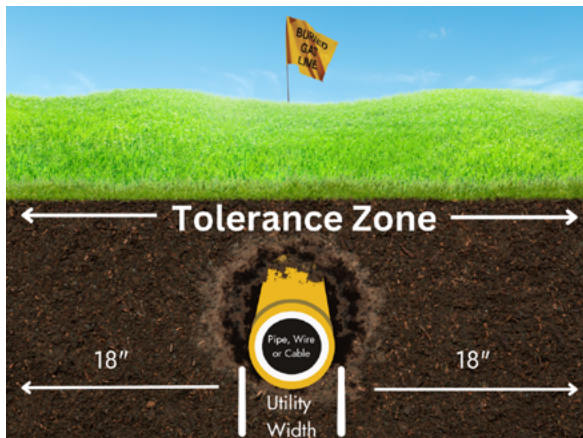 BURIED
GAS
LINE
Tolerance Zone
Pipe, Wire
or Cable
18"
18"
Utility
Width